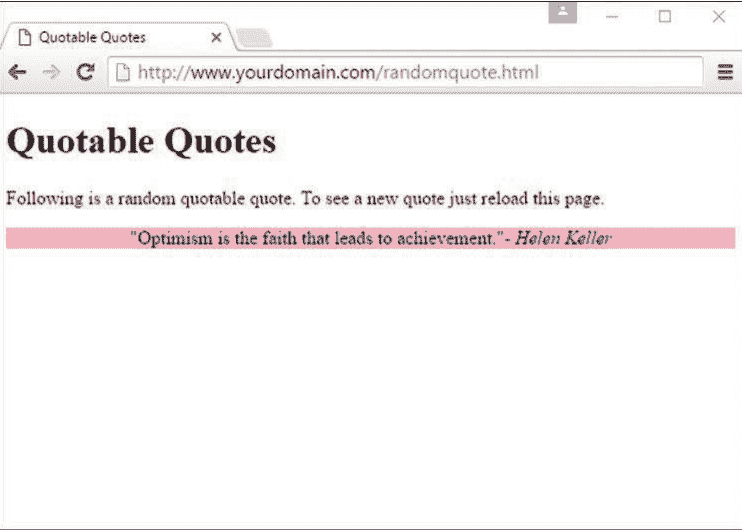 Quotable Quotes
http://www.yourdomain.com/randomquote.html
Quotable Quotes
Following is a random quotable quote. To see a new quote just reload this page.
"Optimism is the faith that leads to achievement."- Helen Keller